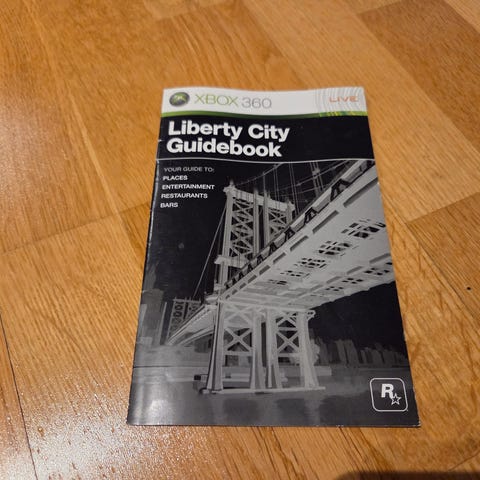 XBOX 360
LIVE
Liberty City
Guidebook
YOUR GUIDE TO:
PLACES
ENTERTAINMENT
RESTAURANTS
BARS
R